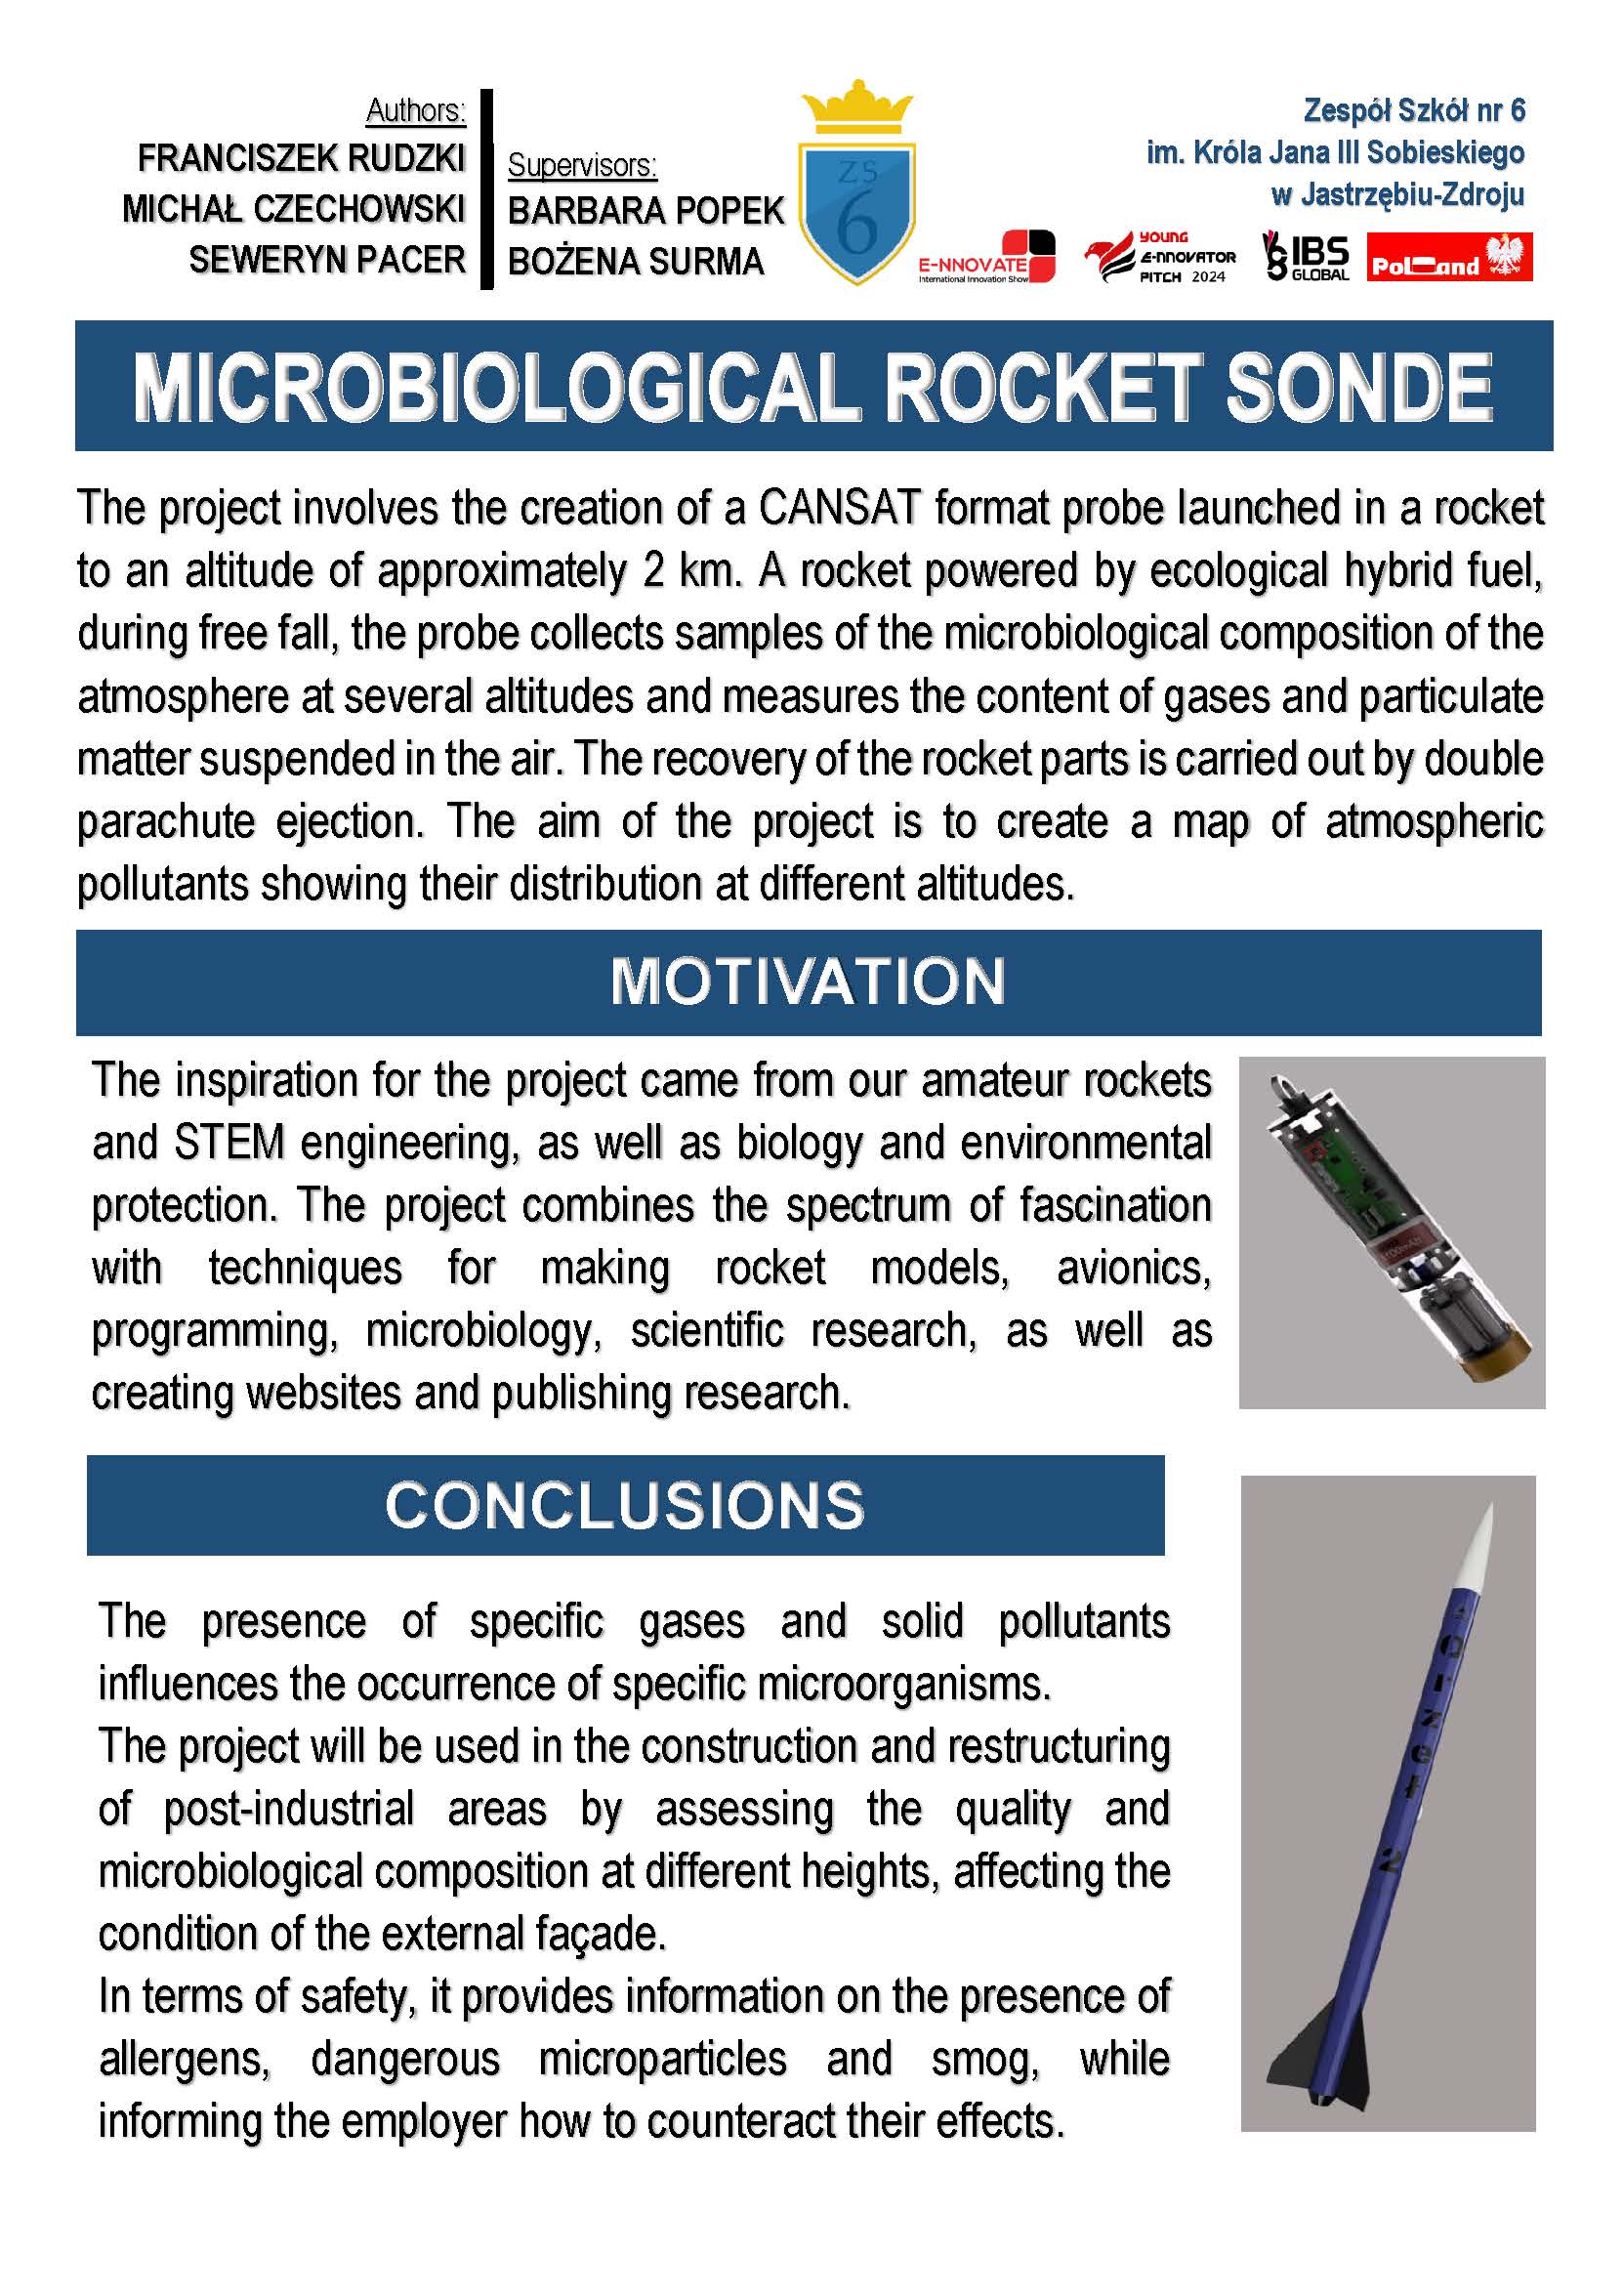 Authors:
FRANCISZEK RUDZKI
MICHAŁ CZECHOWSKI
SEWERYN PACER
Supervisors:
BARBARA POPEK
BOŻENA SURMA
ZS
6
Zespół Szkół nr 6
im. Króla Jana III Sobieskiego
w Jastrzębiu-Zdroju
E-NNOVATE
International Innovation Show
YOUNG
E-NNOVATOR
PITCH 2024
IBS
GLOBAL
Poland
MICROBIOLOGICAL ROCKET SONDE
The project involves the creation of a CANSAT format probe launched in a rocket
to an altitude of approximately 2 km. A rocket powered by ecological hybrid fuel,
during free fall, the probe collects samples of the microbiological composition of the
atmosphere at several altitudes and measures the content of gases and particulate
matter suspended in the air. The recovery of the rocket parts is carried out by double
parachute ejection. The aim of the project is to create a map of atmospheric
pollutants showing their distribution at different altitudes.
MOTIVATION
The inspiration for the project came from our amateur rockets
and STEM engineering, as well as biology and environmental
protection. The project combines the spectrum of fascination
with techniques for making rocket models, avionics,
programming, microbiology, scientific research, as well as
creating websites and publishing research.
CONCLUSIONS
The presence of specific gases and solid pollutants
influences the occurrence of specific microorganisms.
The project will be used in the construction and restructuring
of post-industrial areas by assessing the quality and
microbiological composition at different heights, affecting the
condition of the external façade.
In terms of safety, it provides information on the presence of
allergens, dangerous microparticles and smog, while
informing the employer how to counteract their effects.